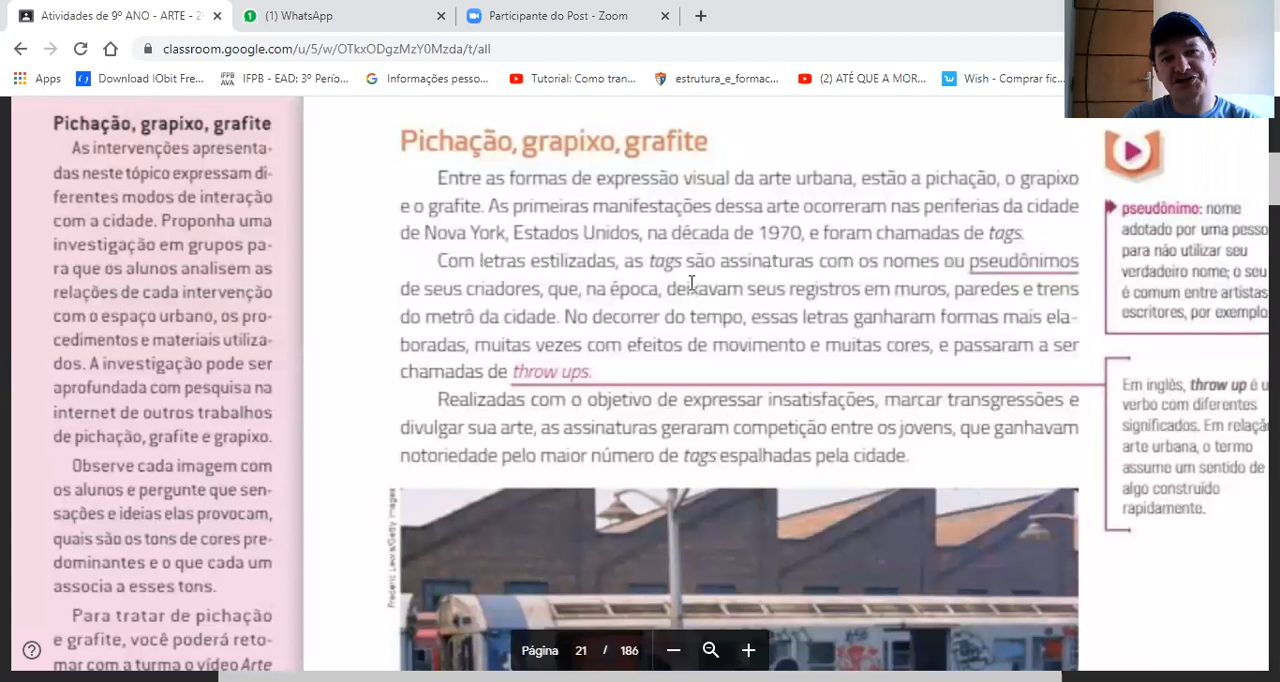 Atividades de 9º ANO - ARTE - 2
(1) WhatsApp
Participante do Post - Zoom
classroom.google.com/u/5/w/OTkxODgzMzY0Mzda/t/all
Apps
Download IObit Fre...
IFPB - EAD: 3º Perío...
Informações pesso...
Tutorial: Como tran...
estrutura_e_formac...
(2) ATÉ QUE A MOR...
Wish - Comprar fic...
Pichação, grapixo, grafite
As intervenções apresenta-
das neste tópico expressam di-
ferentes modos de interação
com a cidade. Proponha uma
investigação em grupos pa-
ra que os alunos analisem as
relações de cada intervenção
com o espaço urbano, os pro-
cedimentos e materiais utiliza-
dos. A investigação pode ser
aprofundada com pesquisa na
internet de outros trabalhos
de pichação, grafite e grapixo.
Observe cada imagem com
os alunos e pergunte que sen-
sações e ideias elas provocam,
quais são os tons de cores pre-
dominantes e o que cada um
associa a esses tons.
Para tratar de pichação
e grafite, você poderá reto-
mar com a turma o vídeo Arte
Pichação, grapixo, grafite
Entre as formas de expressão visual da arte urbana, estão a pichação, o grapixo
e o grafite. As primeiras manifestações dessa arte ocorreram nas periferias da cidade
de Nova York, Estados Unidos, na década de 1970, e foram chamadas de tags.
Com letras estilizadas, as tags são assinaturas com os nomes ou pseudônimos
de seus criadores, que, na época, deixavam seus registros em muros, paredes e trens
do metrô da cidade. No decorrer do tempo, essas letras ganharam formas mais ela-
boradas, muitas vezes com efeitos de movimento e muitas cores, e passaram a ser
chamadas de throw ups.
Realizadas com o objetivo de expressar insatisfações, marcar transgressões e
divulgar sua arte, as assinaturas geraram competição entre os jovens, que ganhavam
notoriedade pelo maior número de tags espalhadas pela cidade.
pseudônimo: nome
adotado por uma pesso
para não utilizar seu
verdadeiro nome; o seu
é comum entre artistas
escritores, por exemplo
Em inglês, throw up é u
verbo com diferentes
significados. Em relaçã
arte urbana, o termo
assume um sentido de
algo construído
rapidamente.
Frederic Lewis/Getty Images
Página 21 / 186